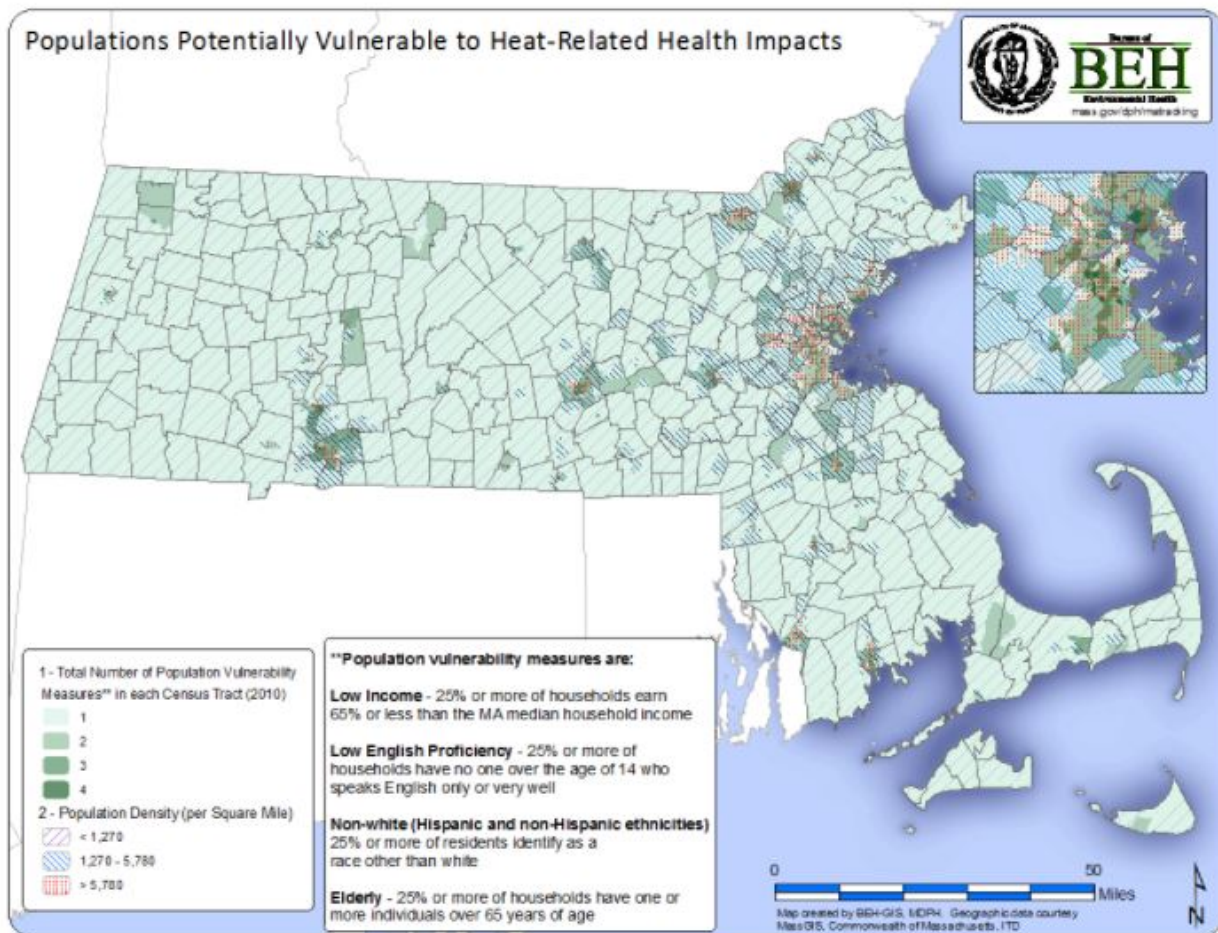 Populations Potentially Vulnerable to Heat-Related Health Impacts
Bureau of
BEH
Environmental Health
mass.gov/dph/matracking
1 - Total Number of Population Vulnerability
Measures** in each Census Tract (2010)
1
2
3
4
2 - Population Density (per Square Mile)
< 1,270
1,270 - 5,780
> 5,780
**Population vulnerability measures are:
Low Income - 25% or more of households earn
65% or less than the MA median household income
Low English Proficiency - 25% or more of
households have no one over the age of 14 who
speaks English only or very well
Non-white (Hispanic and non-Hispanic ethnicities)
25% or more of residents identify as a
race other than white
Elderly - 25% or more of households have one or
more individuals over 65 years of age
0
50
Miles
Map created by BEH-GIS, MDPH. Geographic data courtesy
MassGIS, Commonwealth of Massachusetts, ITD
N